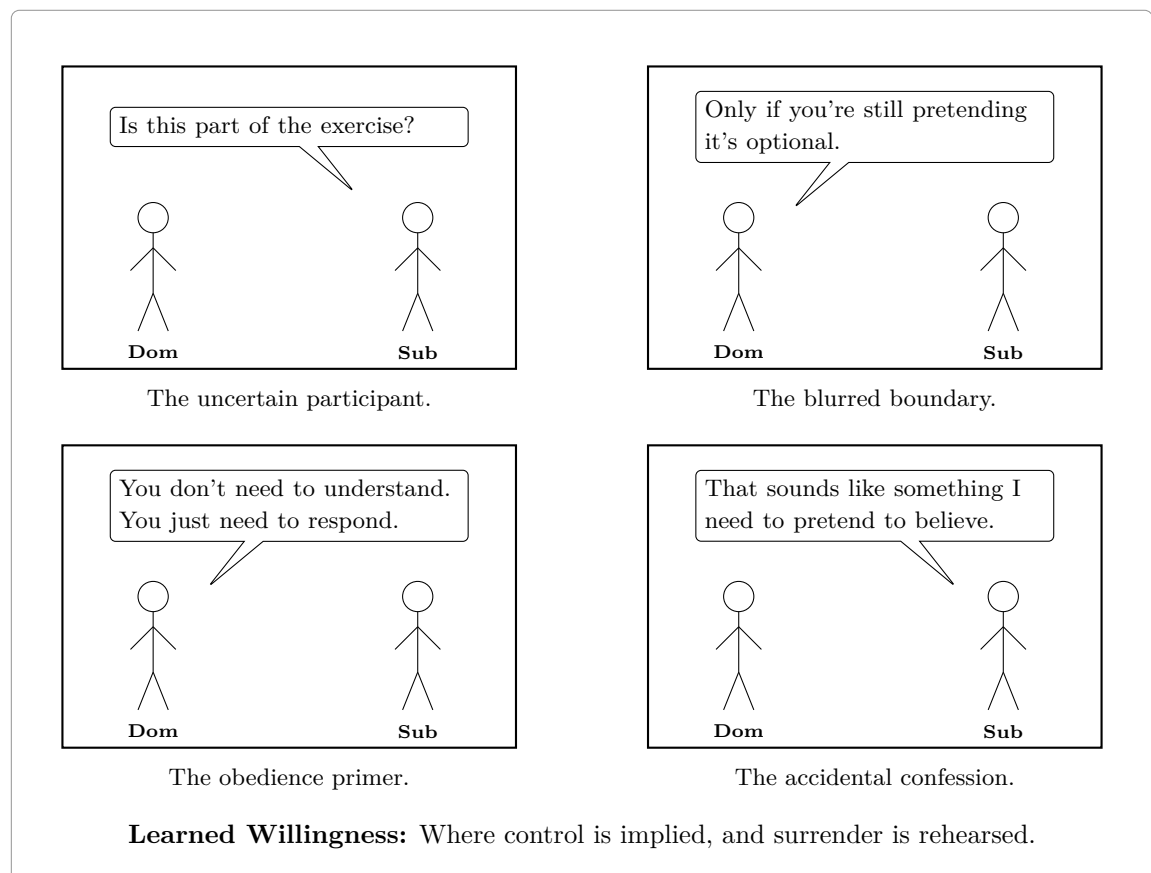 Is this part of the exercise?
Dom
Sub
The uncertain participant.
Only if you're still pretending
it's optional.
Dom
Sub
The blurred boundary.
You don't need to understand.
You just need to respond.
Dom
Sub
The obedience primer.
That sounds like something I
need to pretend to believe.
Dom
Sub
The accidental confession.
Learned Willingness: Where control is implied, and surrender is rehearsed.